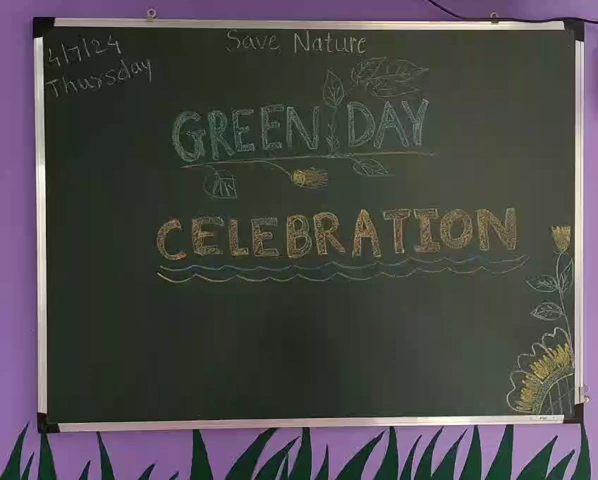 4/7/24
Thursday
Save Nature
GREEN DAY
CELEBRATION